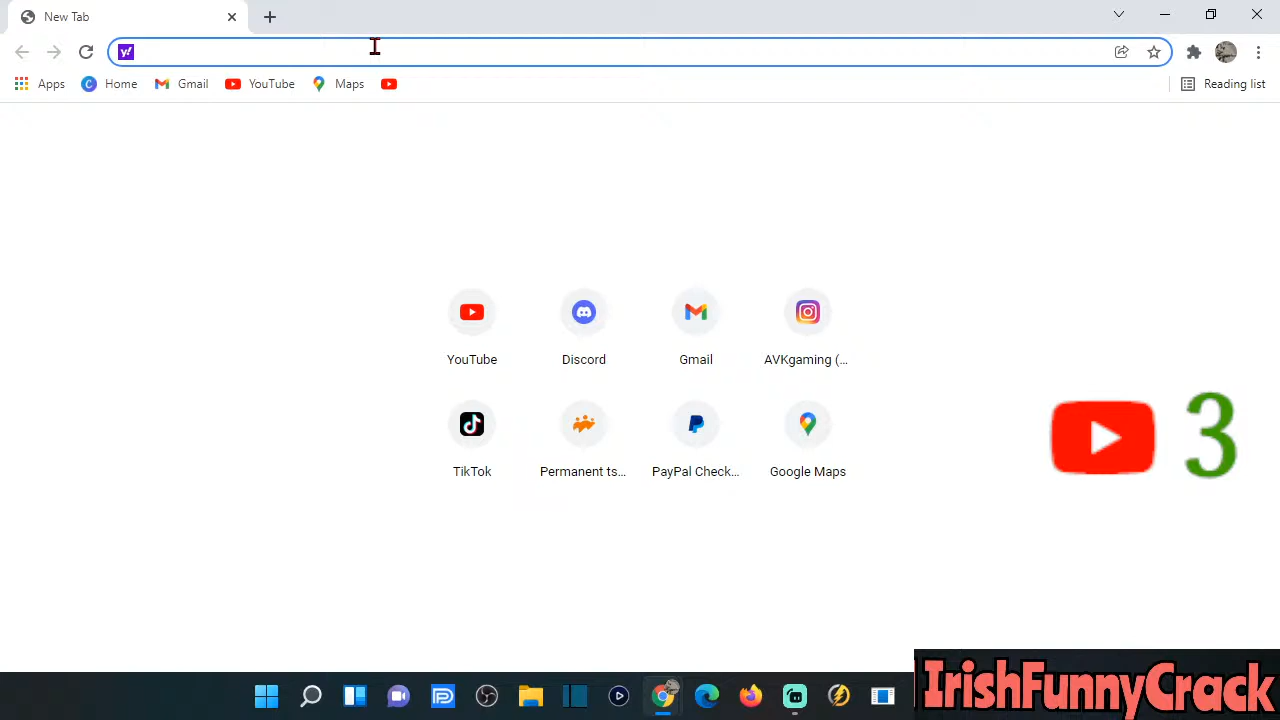 New Tab
y!
Apps Home Gmail YouTube Maps Reading list
YouTube Discord Gmail AVKgaming (...
TikTok Permanent ts... PayPal Check... Google Maps
3
IrishFunnyCrack